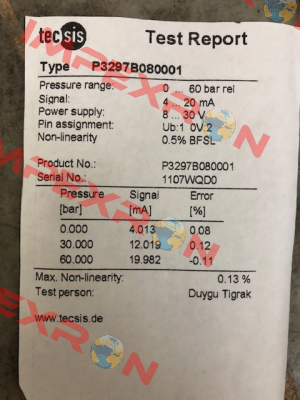 tecsis Test Report
Type P3297B080001
Pressure range: 0 ... 60 bar rel
Signal: 4 ... 20 mA
Power supply: 8 ... 30 V
Pin assignment: Ub:1 0V:2
Non-linearity 0.5% BFSL
Product No.: P3297B080001
Serial No.: 1107WQD0
Pressure Signal Error
[bar] [mA] [%]
0.000 4.013 0.08
30.000 12.019 0.12
60.000 19.982 -0.11
Max. Non-linearity: 0.13 %
Test person: Duygu Tigrak
www.tecsis.de
IMPEXRON
IMPEXRON